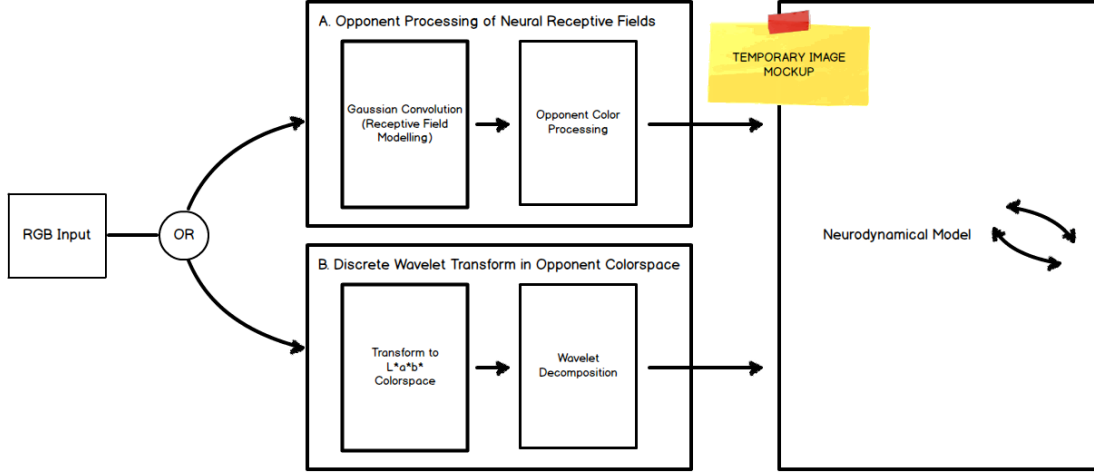 A. Opponent Processing of Neural Receptive Fields
TEMPORARY IMAGE
MOCKUP
Gaussian Convolution
(Receptive Field
Modelling)
Opponent Color
Processing
RGB Input
OR
Neurodynamical Model
B. Discrete Wavelet Transform in Opponent Colorspace
Transform to
L*a*b*
Colorspace
Wavelet
Decomposition